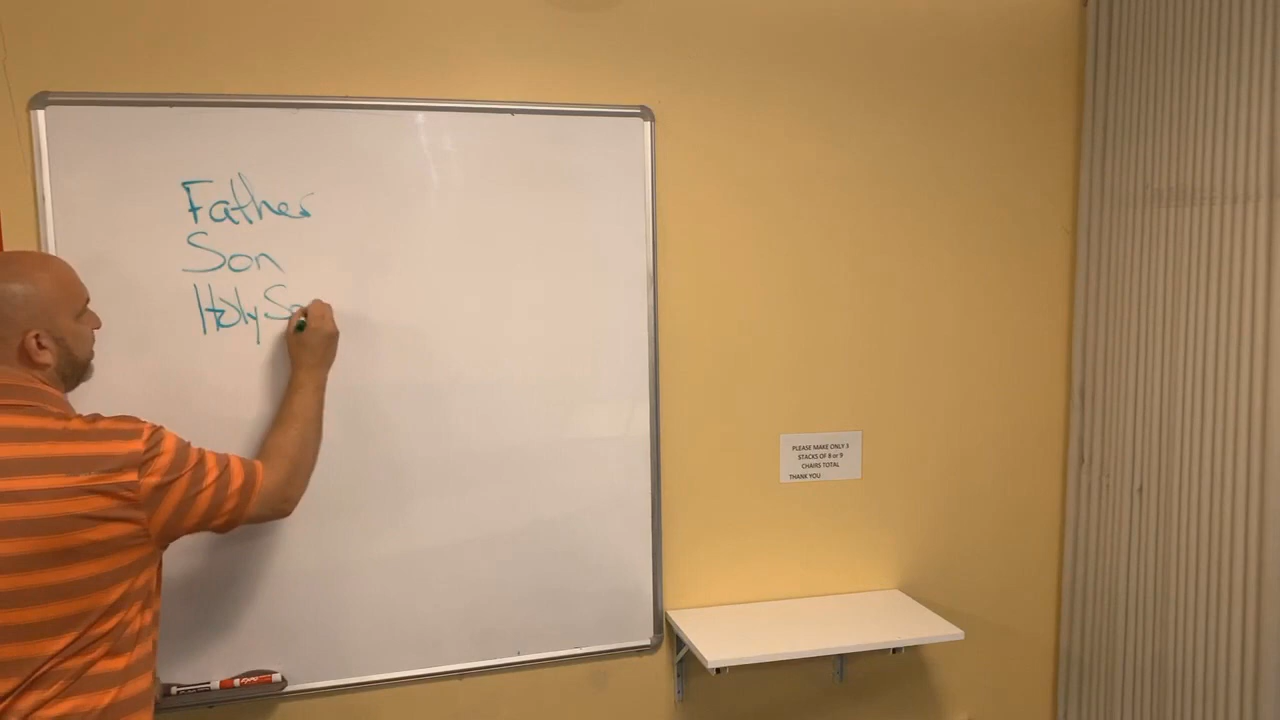 Father
Son
Holy S
PLEASE MAKE ONLY 3
STACKS OF 8 or 9
CHAIRS TOTAL
THANK YOU